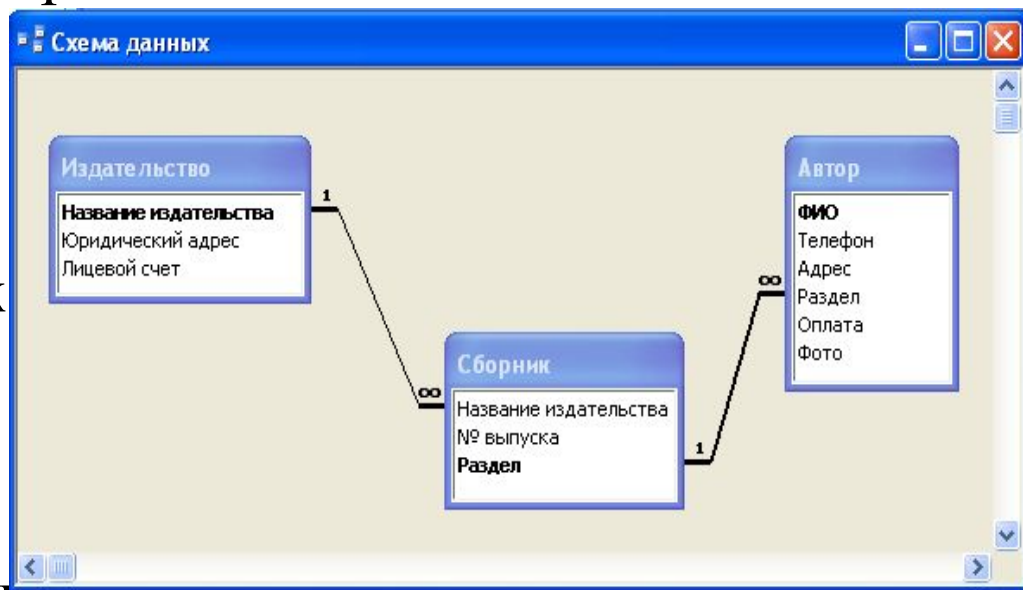 Схема данных
Издательство
Название издательства
Юридический адрес
Лицевой счет
1
∞
Сборник
Название издательства
№ выпуска
Раздел
1
∞
Автор
ФИО
Телефон
Адрес
Раздел
Оплата
Фото